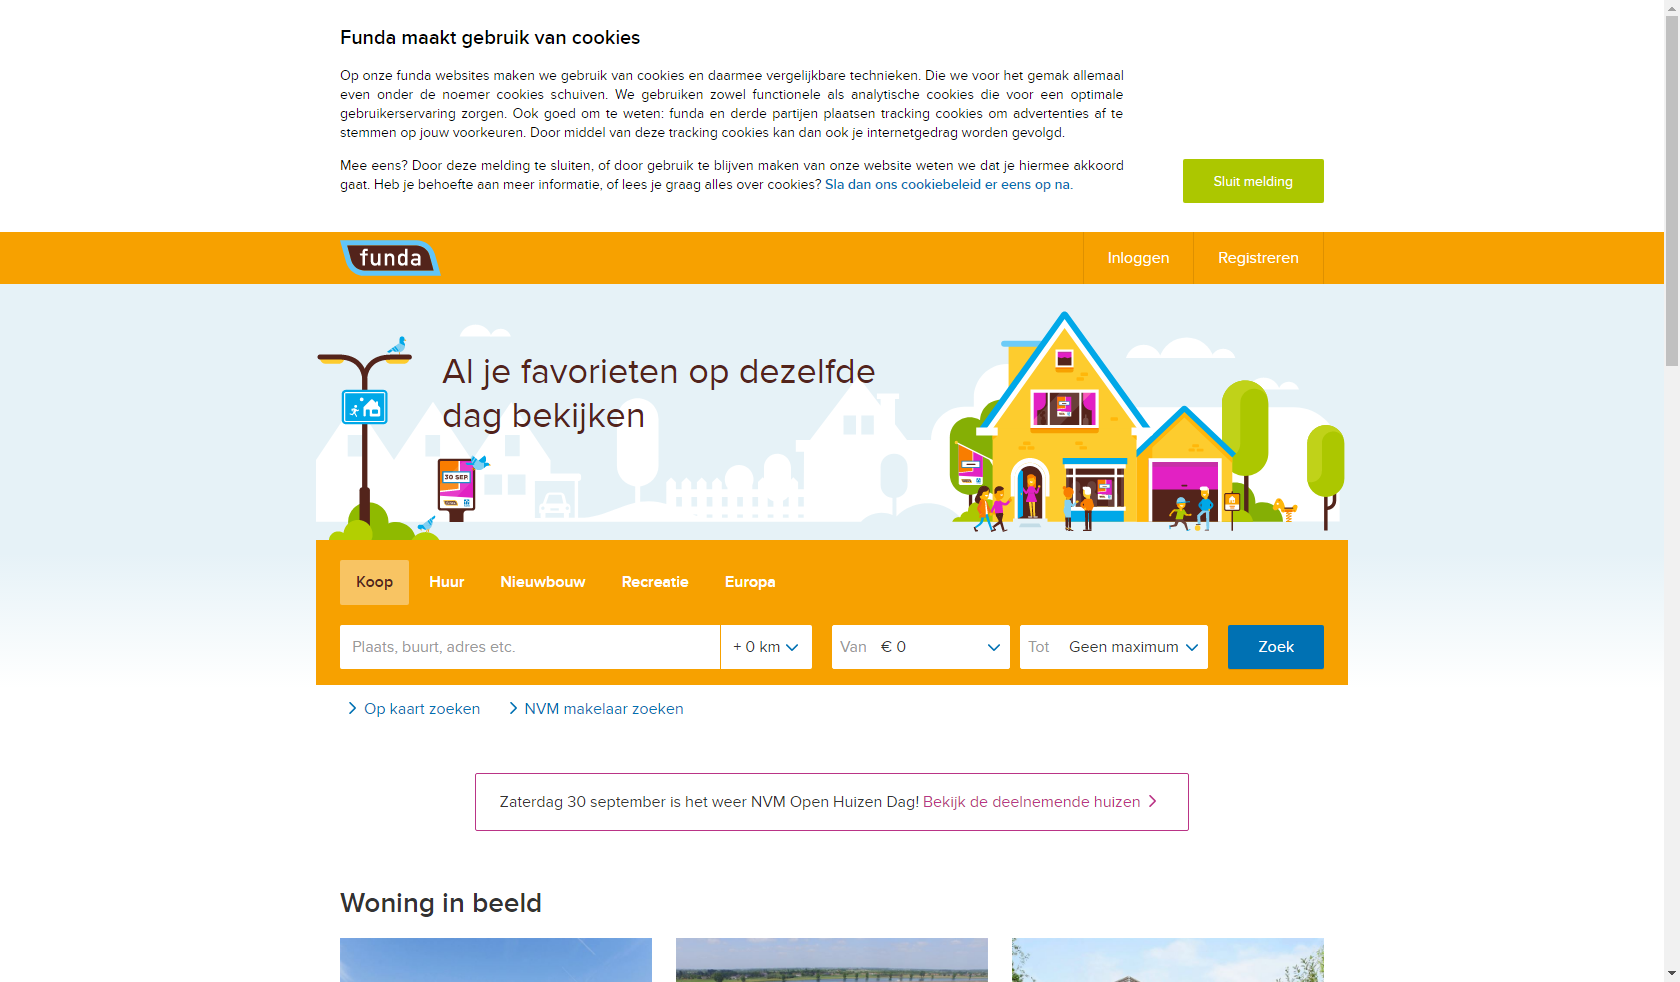 Funda maakt gebruik van cookies
Op onze funda websites maken we gebruik van cookies en daarmee vergelijkbare technieken. Die we voor het gemak allemaal
even onder de noemer cookies schuiven. We gebruiken zowel functionele als analytische cookies die voor een optimale
gebruikerservaring zorgen. Ook goed om te weten: funda en derde partijen plaatsen tracking cookies om advertenties af te
stemmen op jouw voorkeuren. Door middel van deze tracking cookies kan dan ook je internetgedrag worden gevolgd.
Mee eens? Door deze melding te sluiten, of door gebruik te blijven maken van onze website weten we dat je hiermee akkoord
gaat. Heb je behoefte aan meer informatie, of lees je graag alles over cookies? Sla dan ons cookiebeleid er eens op na.
Sluit melding
funda
Inloggen
Registreren
Al je favorieten op dezelfde
dag bekijken
30 SEP
Koop
Huur
Nieuwbouw
Recreatie
Europa
Plaats, buurt, adres etc.
+ 0 km
Van € 0
Tot Geen maximum
Zoek
Op kaart zoeken
NVM makelaar zoeken
Zaterdag 30 september is het weer NVM Open Huizen Dag! Bekijk de deelnemende huizen
Woning in beeld